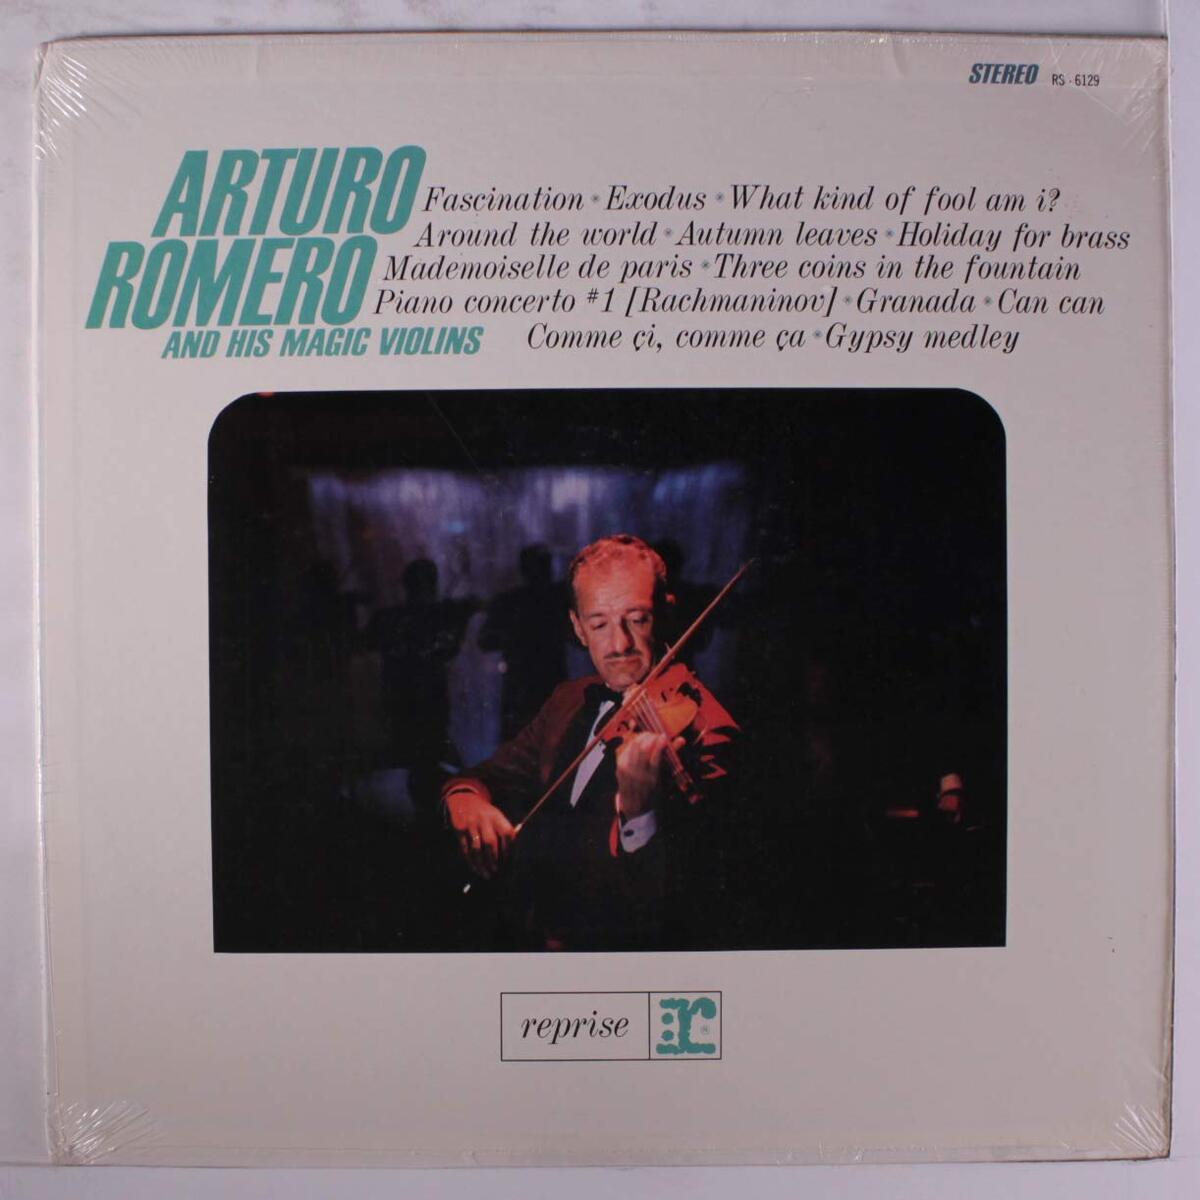 STEREO RS-6129
ARTURO
ROMERO
AND HIS MAGIC VIOLINS
Fascination * Exodus * What kind of fool am i?
Around the world * Autumn leaves * Holiday for brass
Mademoiselle de paris * Three coins in the fountain
Piano concerto #1 [Rachmaninov] * Granada * Can can
Comme çi, comme ça * Gypsy medley
reprise r: ®